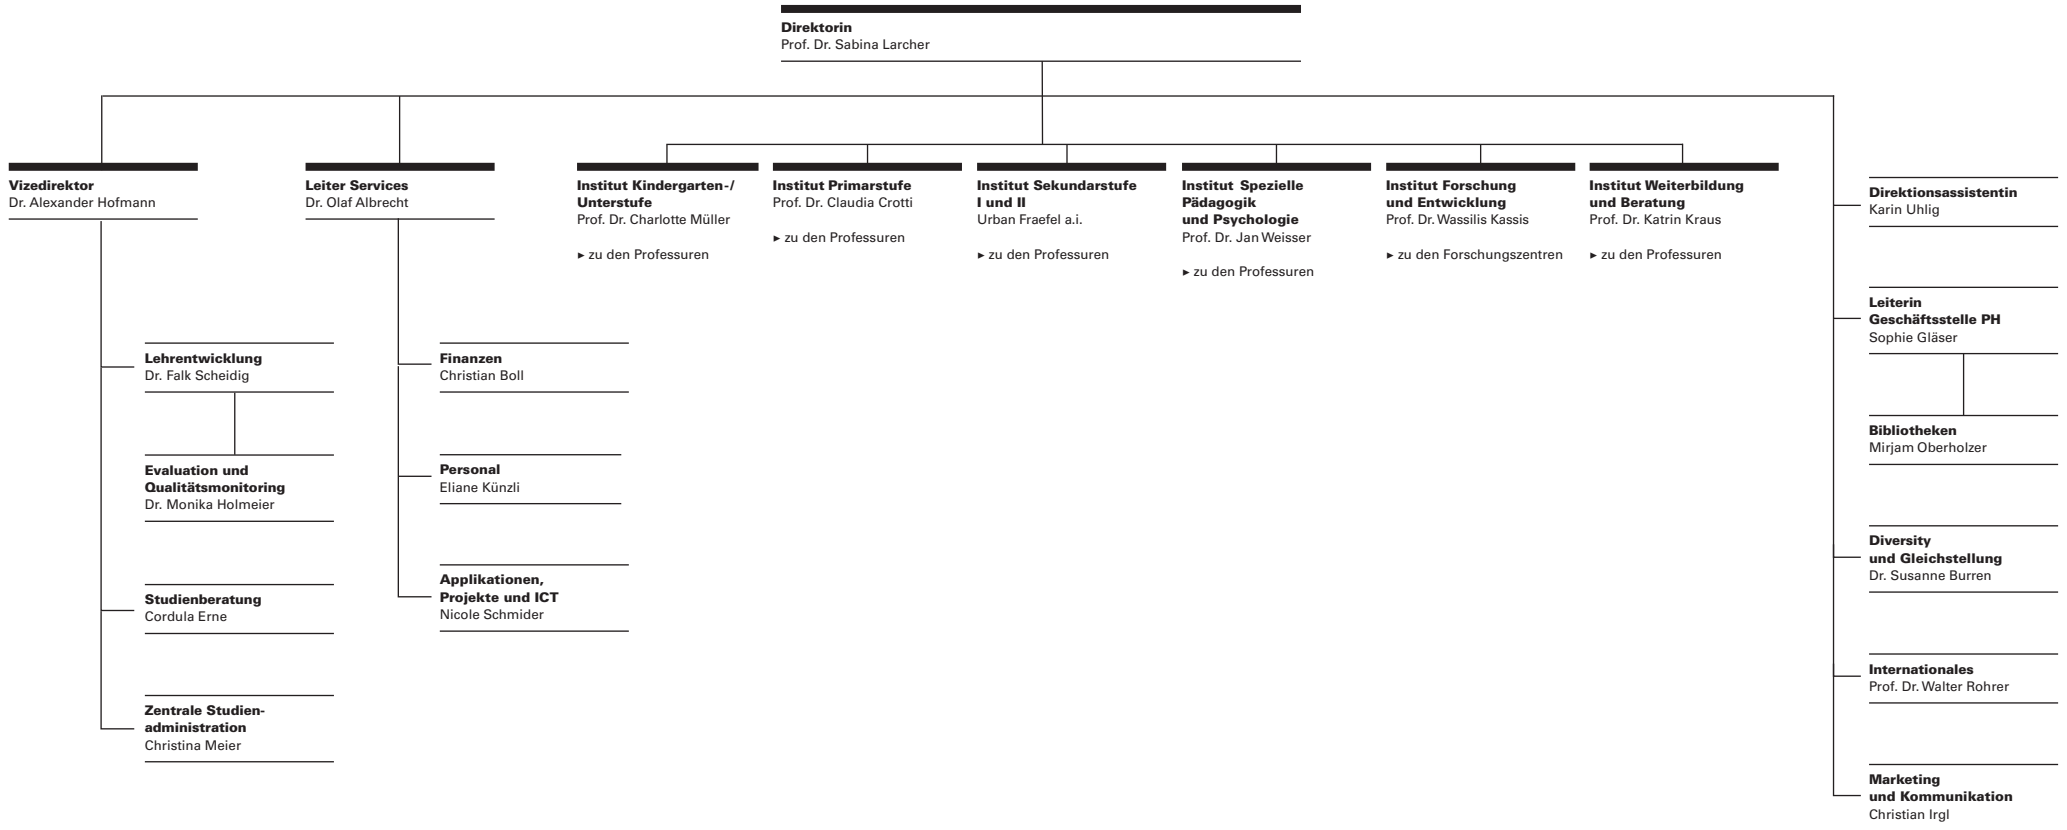 Direktorin
Prof. Dr. Sabina Larcher
Vizedirektor
Dr. Alexander Hofmann
Leiter Services
Dr. Olaf Albrecht
Institut Kindergarten-/
Unterstufe
Prof. Dr. Charlotte Müller
▸ zu den Professuren
Institut Primarstufe
Prof. Dr. Claudia Crotti
▸ zu den Professuren
Institut Sekundarstufe
I und II
Urban Fraefel a.i.
▸ zu den Professuren
Institut Spezielle
Pädagogik
und Psychologie
Prof. Dr. Jan Weisser
▸ zu den Professuren
Institut Forschung
und Entwicklung
Prof. Dr. Wassilis Kassis
▸ zu den Forschungszentren
Institut Weiterbildung
und Beratung
Prof. Dr. Katrin Kraus
▸ zu den Professuren
Direktionsassistentin
Karin Uhlig
Leiterin
Geschäftsstelle PH
Sophie Gläser
Bibliotheken
Mirjam Oberholzer
Diversity
und Gleichstellung
Dr. Susanne Burren
Internationales
Prof. Dr. Walter Rohrer
Marketing
und Kommunikation
Christian Irgl
Lehrentwicklung
Dr. Falk Scheidig
Evaluation und
Qualitätsmonitoring
Dr. Monika Holmeier
Studienberatung
Cordula Erne
Zentrale Studien-
administration
Christina Meier
Finanzen
Christian Boll
Personal
Eliane Künzli
Applikationen,
Projekte und ICT
Nicole Schmider